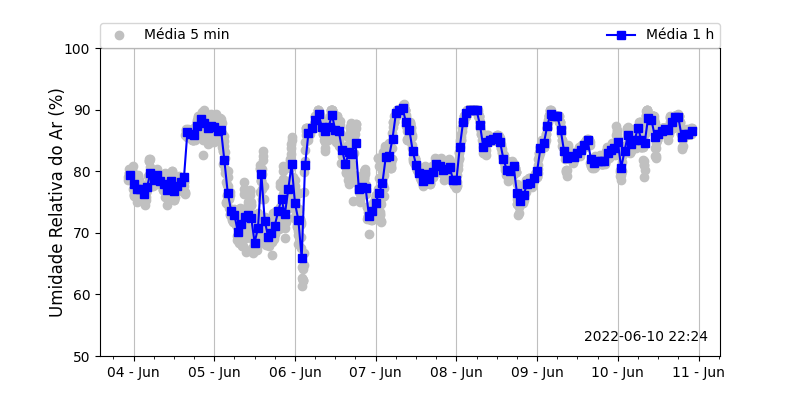 Média 5 min
Média 1 h
Umidade Relativa do Ar (%)
100
90
80
70
60
50
2022-06-10 22:24
04 - Jun
05 - Jun
06 - Jun
07 - Jun
08 - Jun
09 - Jun
10 - Jun
11 - Jun